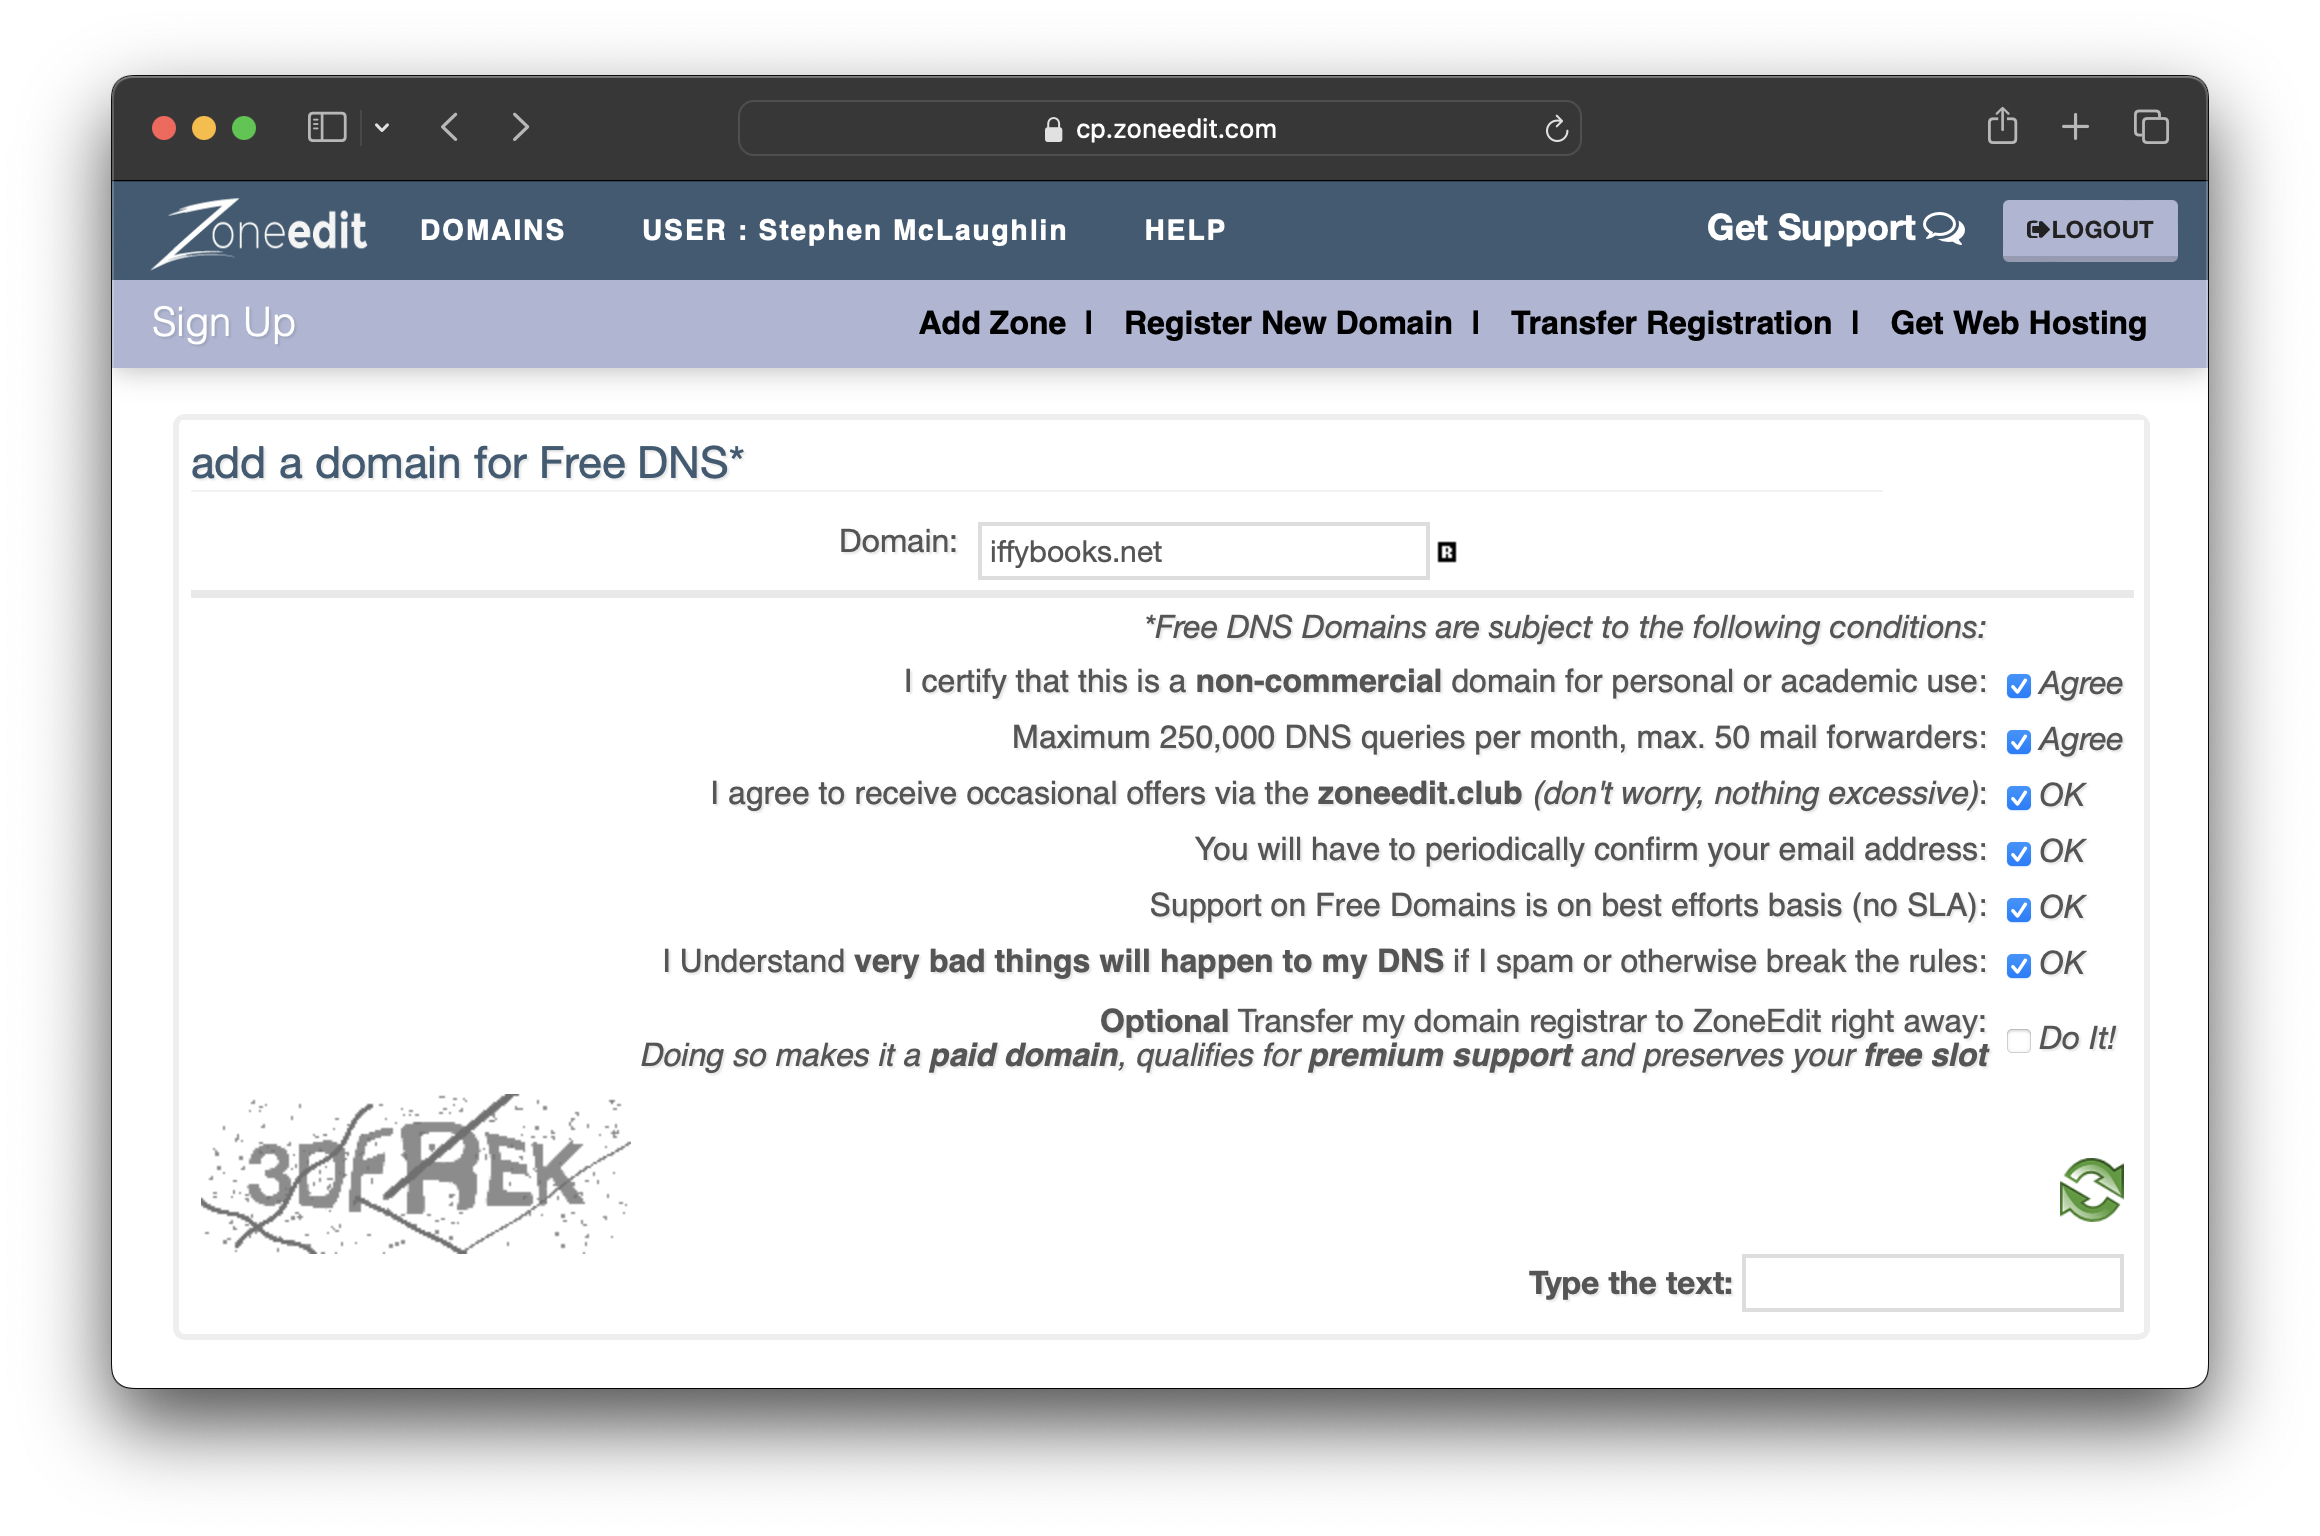 cp.zoneedit.com
Zoneedit DOMAINS USER : Stephen McLaughlin HELP Get Support LOGOUT
Sign Up Add Zone | Register New Domain | Transfer Registration | Get Web Hosting
add a domain for Free DNS*
Domain: iffybooks.net R
*Free DNS Domains are subject to the following conditions:
I certify that this is a non-commercial domain for personal or academic use: Agree
Maximum 250,000 DNS queries per month, max. 50 mail forwarders: Agree
I agree to receive occasional offers via the zoneedit.club (don't worry, nothing excessive): OK
You will have to periodically confirm your email address: OK
Support on Free Domains is on best efforts basis (no SLA): OK
I Understand very bad things will happen to my DNS if I spam or otherwise break the rules: OK
Optional Transfer my domain registrar to ZoneEdit right away:
Doing so makes it a paid domain, qualifies for premium support and preserves your free slot Do It!
Type the text: